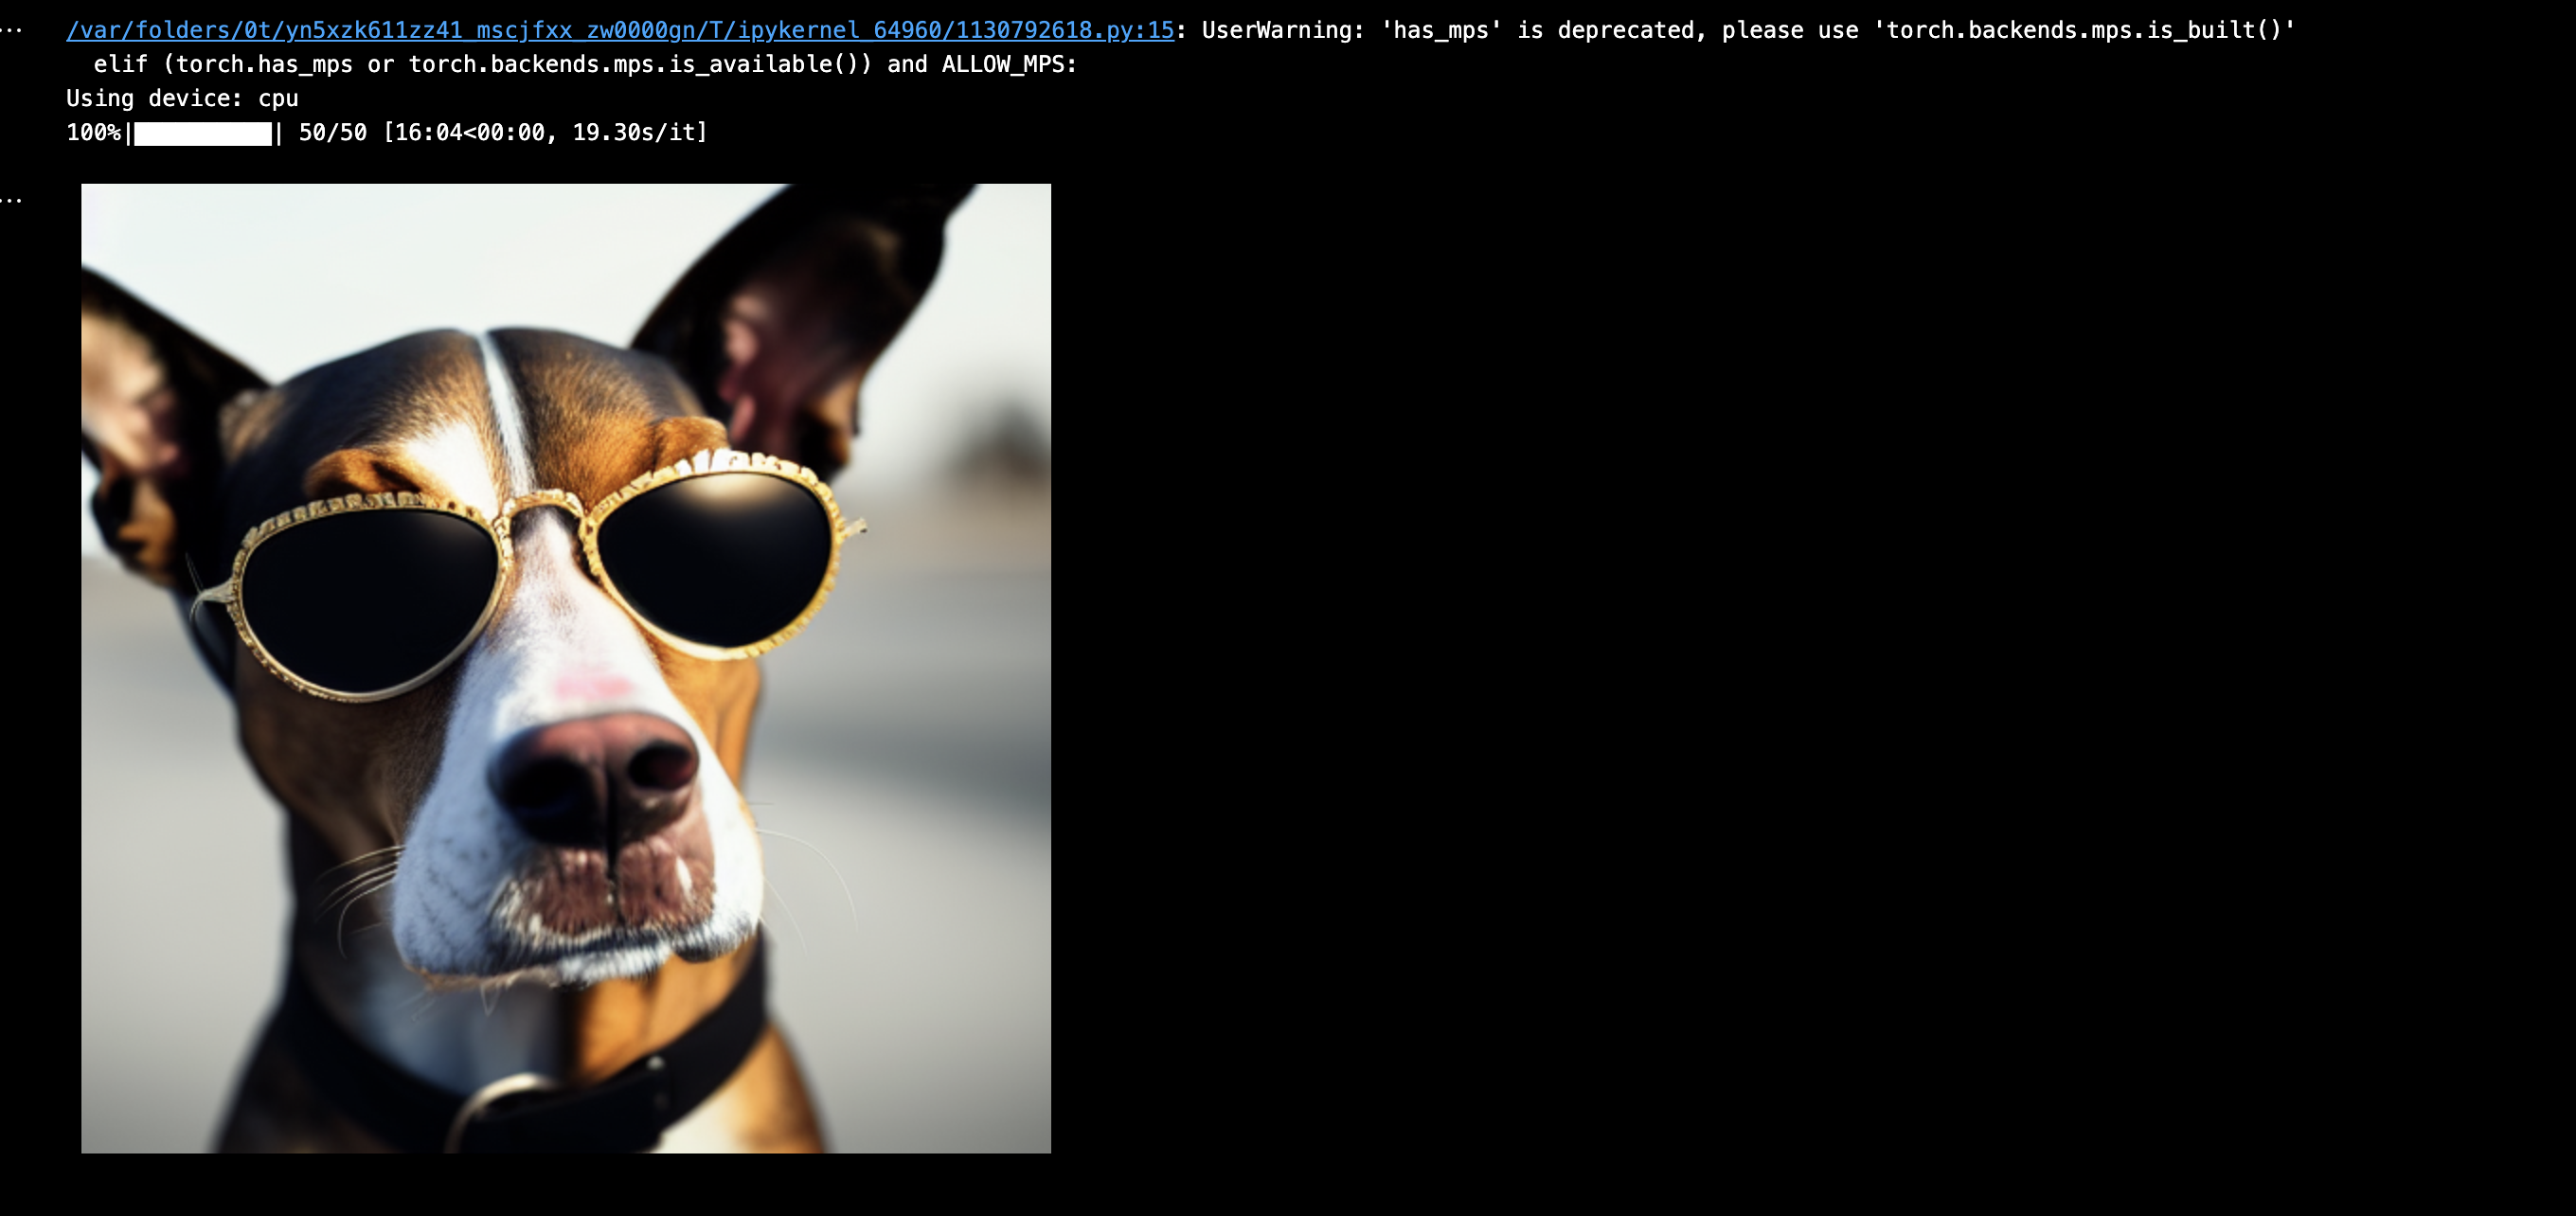 /var/folders/0t/yn5xzk611zz41_mscjfxx_zw0000gn/T/ipykernel_64960/1130792618.py:15: UserWarning: 'has_mps' is deprecated, please use 'torch.backends.mps.is_built()'
elif (torch.has_mps or torch.backends.mps.is_available()) and ALLOW_MPS:
Using device: cpu
100%|██████████| 50/50 [16:04<00:00, 19.30s/it]